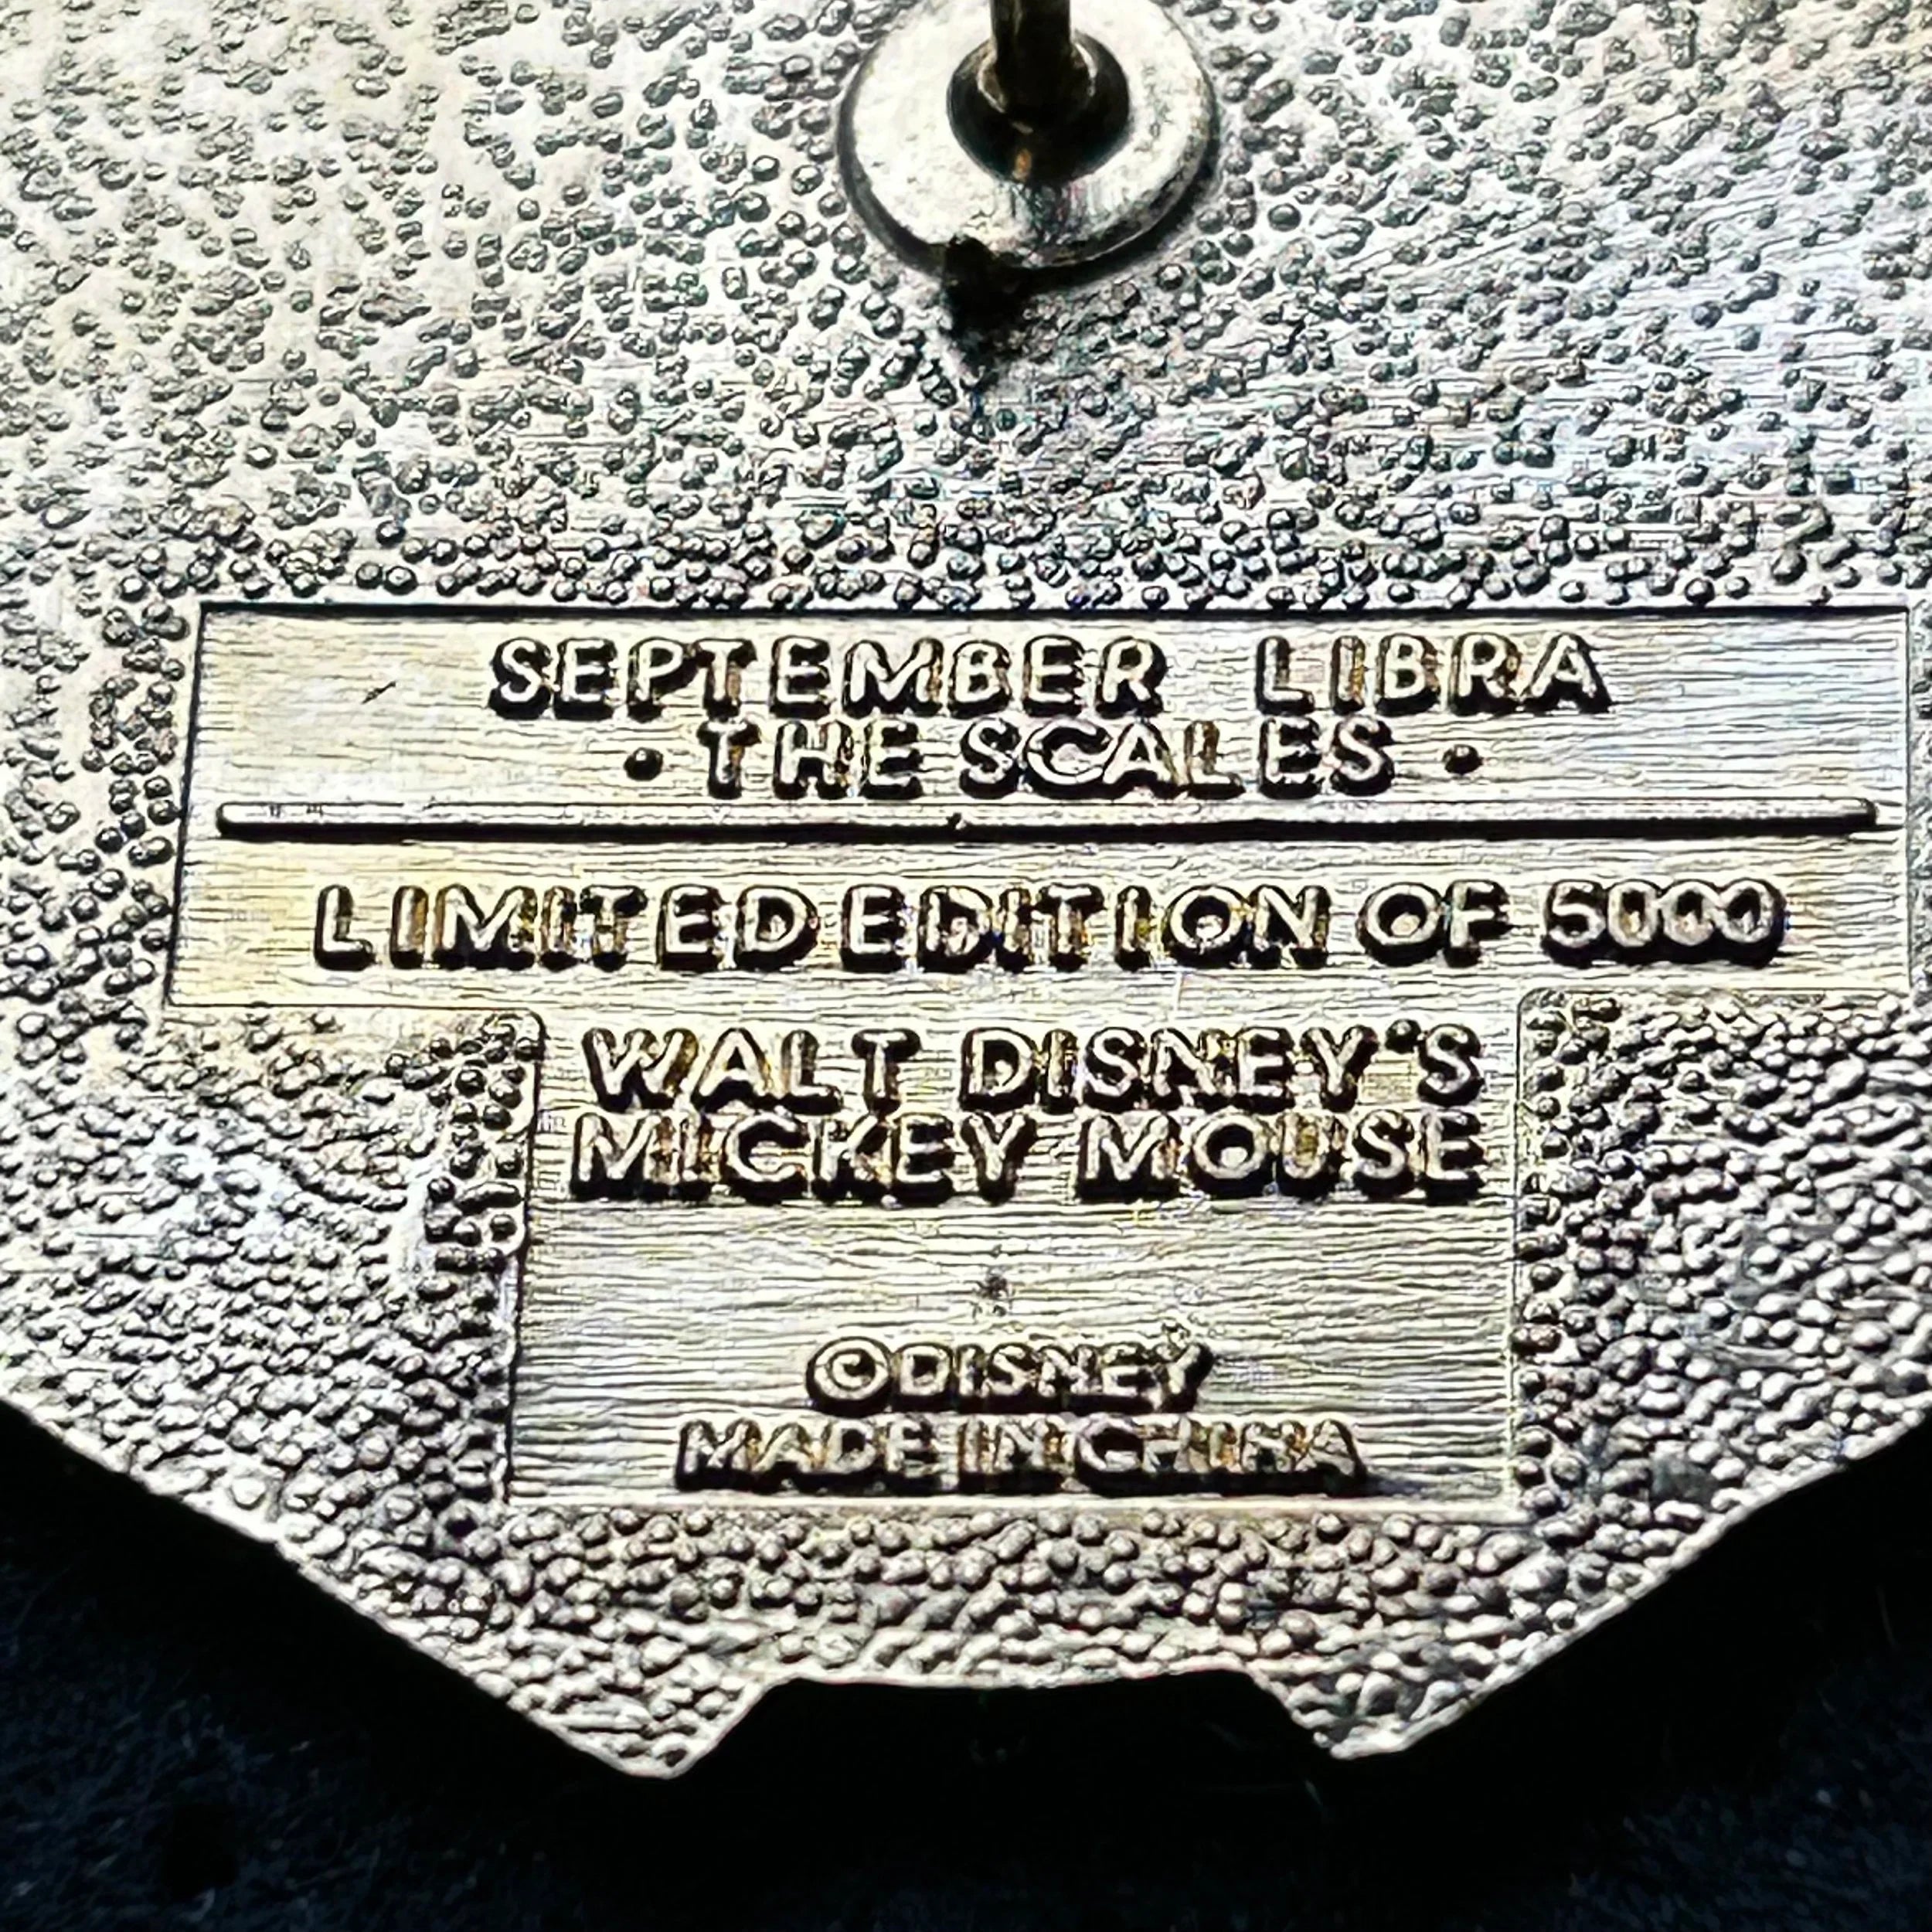 SEPTEMBER LIBRA
• THE SCALES •
LIMITED EDITION OF 5000
WALT DISNEY'S
MICKEY MOUSE
©DISNEY
MADE IN CHINA